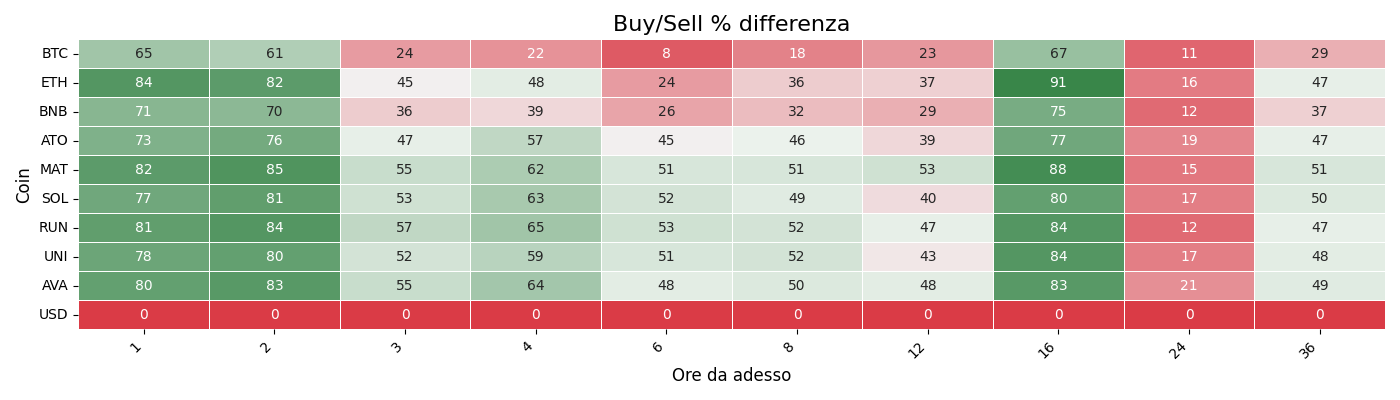 Buy/Sell % differenza
Coin
BTC 65 61 24 22 8 18 23 67 11 29
ETH 84 82 45 48 24 36 37 91 16 47
BNB 71 70 36 39 26 32 29 75 12 37
ATO 73 76 47 57 45 46 39 77 19 47
MAT 82 85 55 62 51 51 53 88 15 51
SOL 77 81 53 63 52 49 40 80 17 50
RUN 81 84 57 65 53 52 47 84 12 47
UNI 78 80 52 59 51 52 43 84 17 48
AVA 80 83 55 64 48 50 48 83 21 49
USD 0 0 0 0 0 0 0 0 0 0
1 2 3 4 6 8 12 16 24 36
Ore da adesso